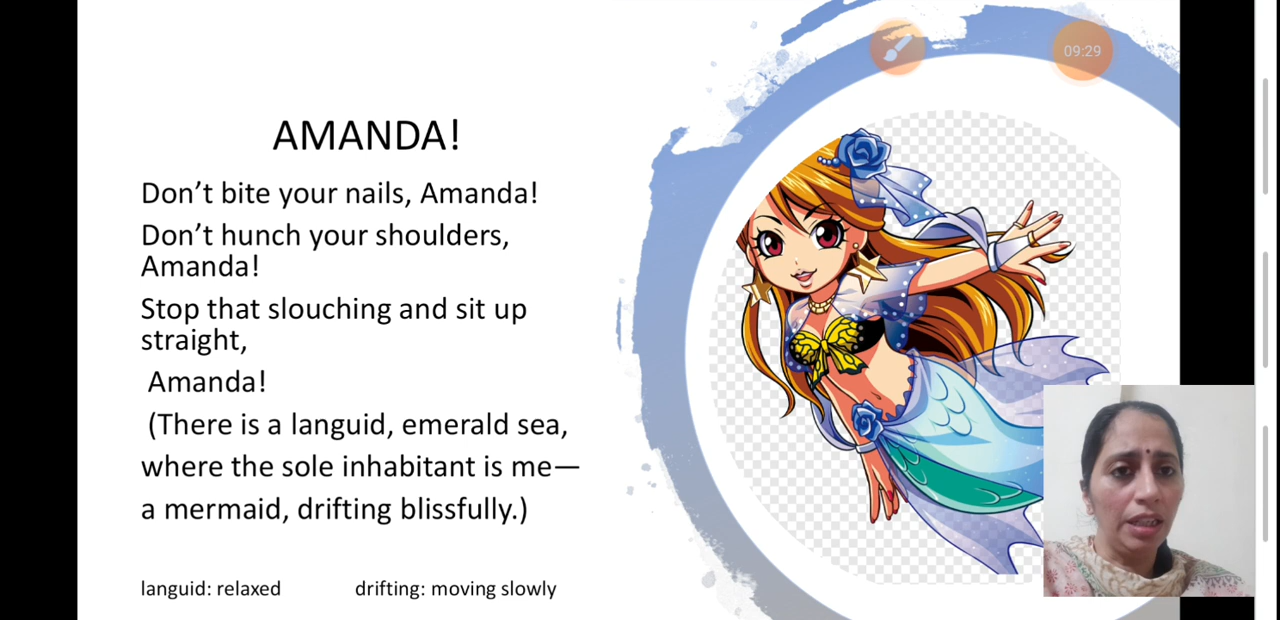 09:29
AMANDA!
Don’t bite your nails, Amanda!
Don’t hunch your shoulders,
Amanda!
Stop that slouching and sit up
straight,
Amanda!
(There is a languid, emerald sea,
where the sole inhabitant is me—
a mermaid, drifting blissfully.)
languid: relaxed drifting: moving slowly